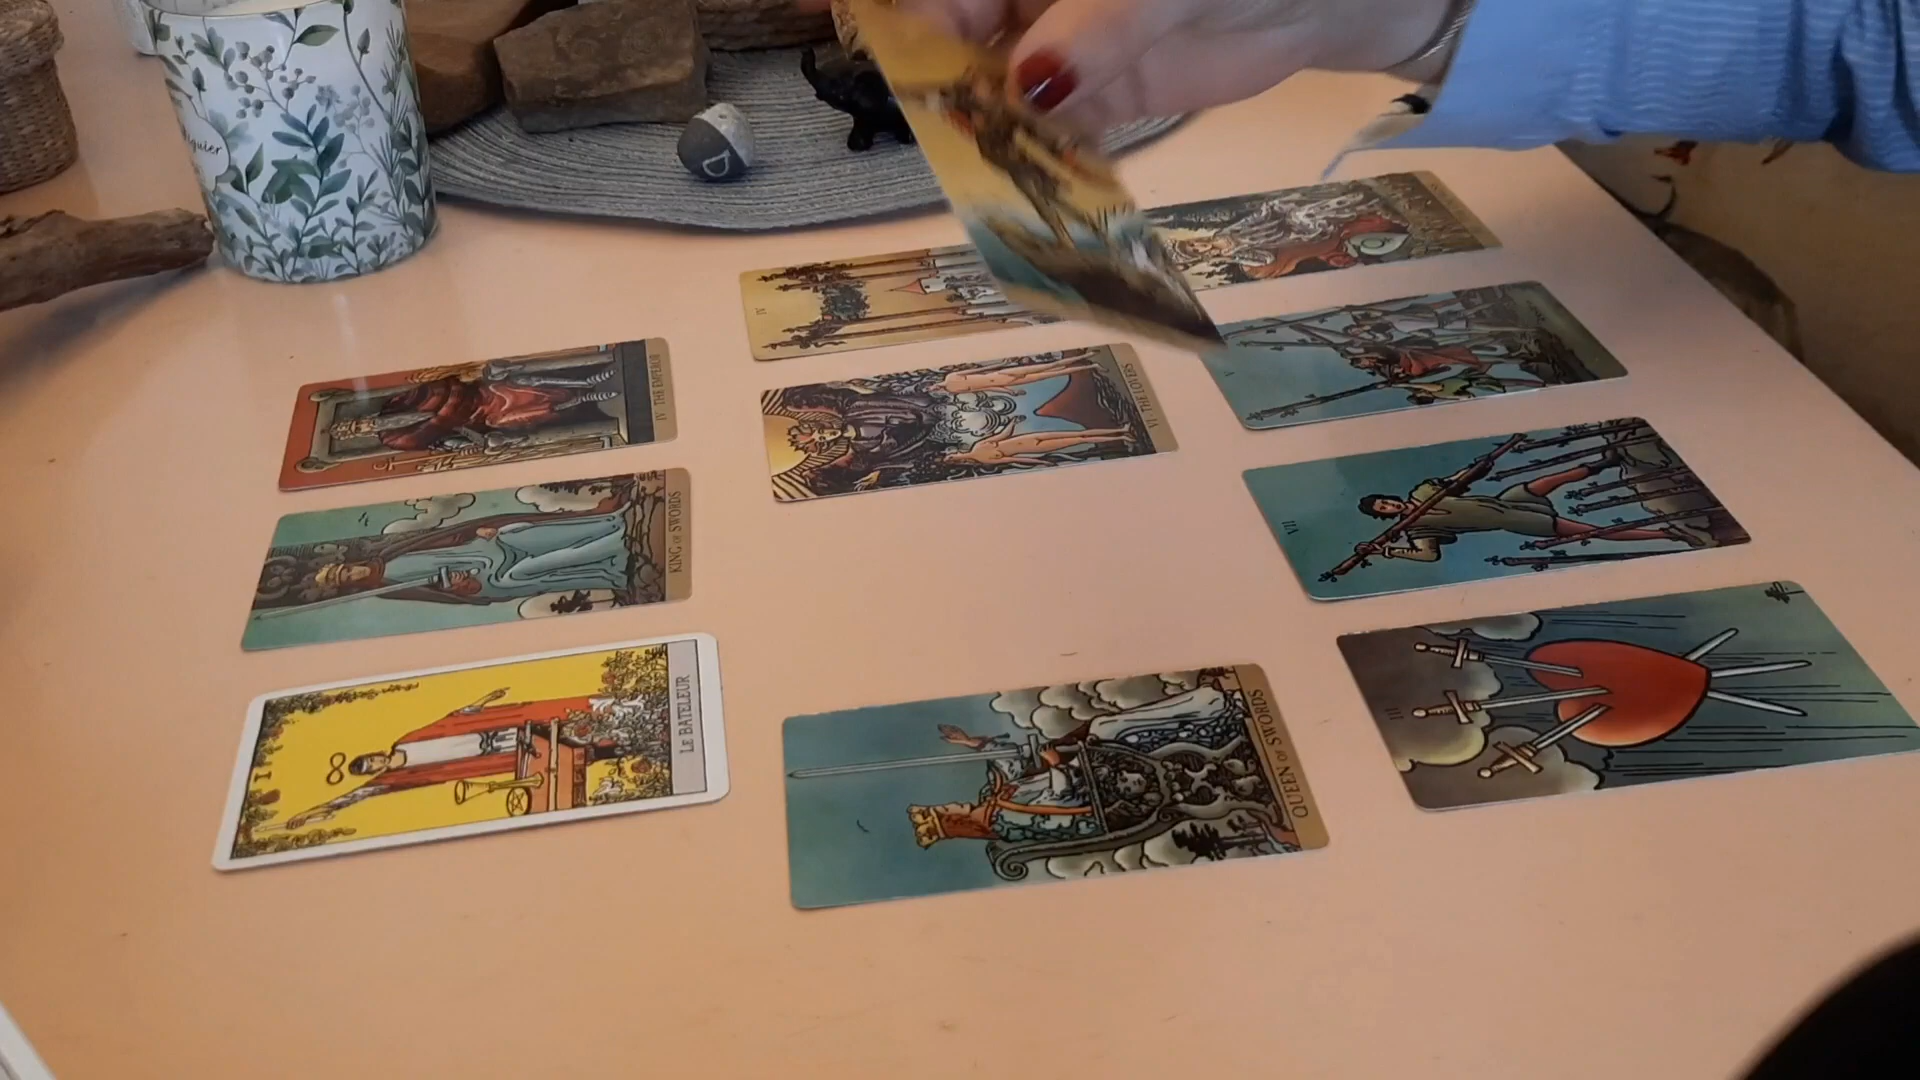 IV THE EMPEROR
KING OF SWORDS
I
LE BATELEUR
IV
VI THE LOVERS
QUEEN OF SWORDS
V
VII
III